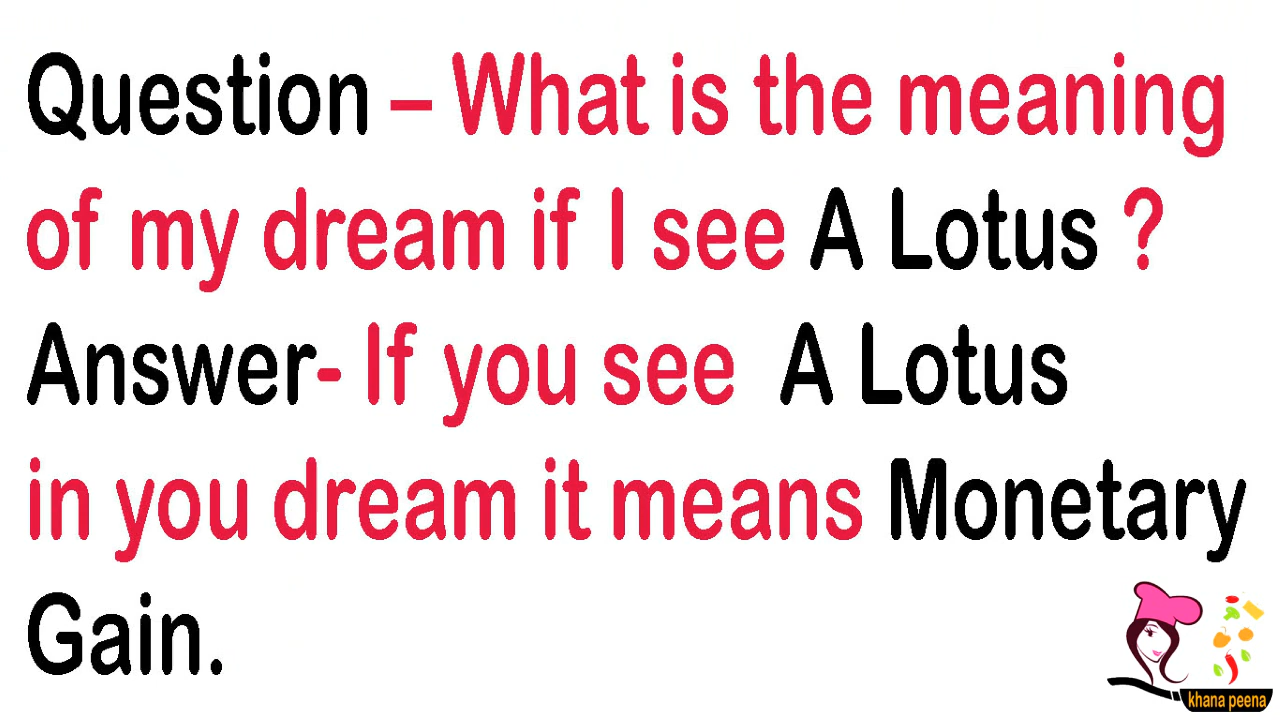 Question – What is the meaning
of my dream if I see A Lotus ?
Answer- If you see A Lotus
in you dream it means Monetary
Gain.
khana peena